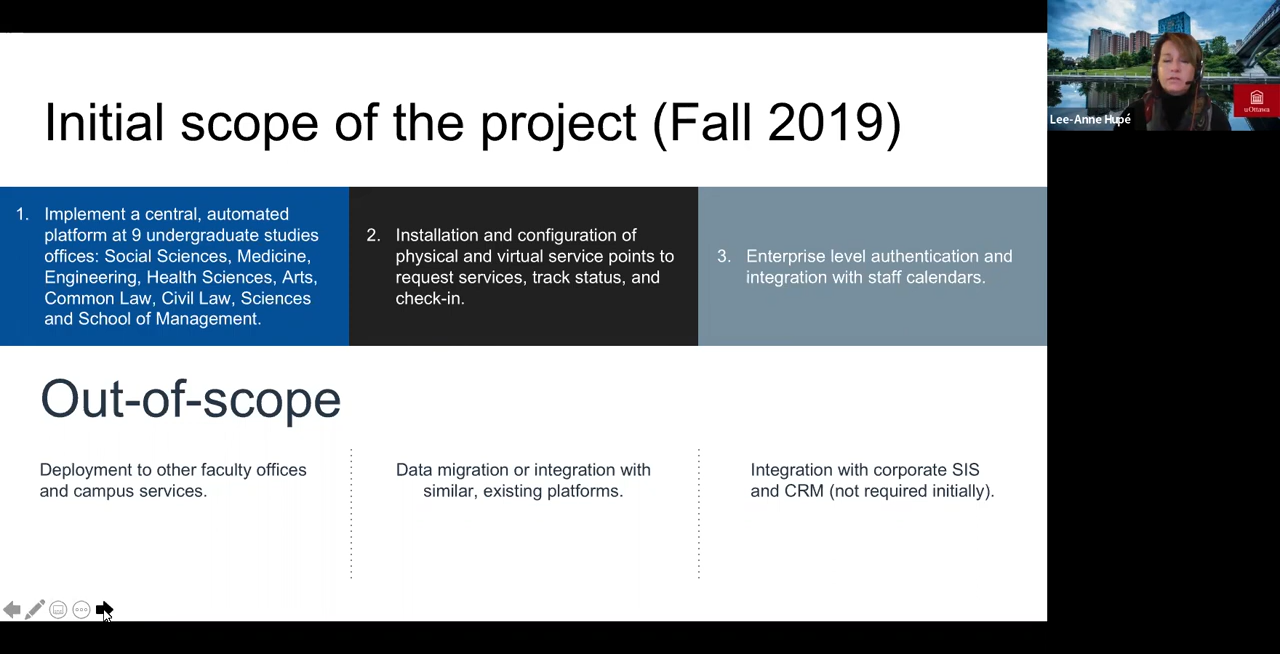 Initial scope of the project (Fall 2019)
1. Implement a central, automated
platform at 9 undergraduate studies
offices: Social Sciences, Medicine,
Engineering, Health Sciences, Arts,
Common Law, Civil Law, Sciences
and School of Management.
2. Installation and configuration of
physical and virtual service points to
request services, track status, and
check-in.
3. Enterprise level authentication and
integration with staff calendars.
Out-of-scope
Deployment to other faculty offices
and campus services.
Data migration or integration with
similar, existing platforms.
Integration with corporate SIS
and CRM (not required initially).
uOttawa
Lee-Anne Hupé